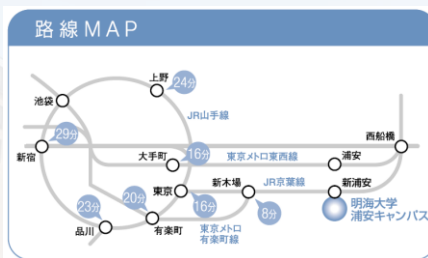 路線MAP
上野
24分
池袋
JR山手線
西船橋
29分
新宿
大手町
16分
東京メトロ東西線
浦安
東京
新木場
JR京葉線
新浦安
16分
8分
明海大学
浦安キャンパス
23分
20分
品川
有楽町
東京メトロ
有楽町線